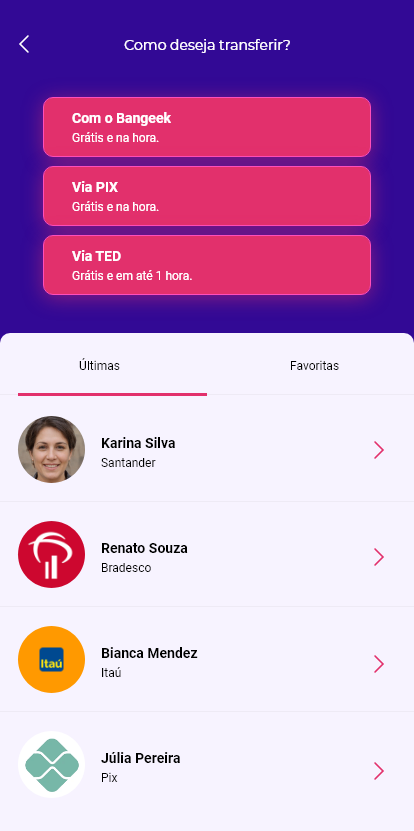 Como deseja transferir?
Com o Bangeek
Grátis e na hora.
Via PIX
Grátis e na hora.
Via TED
Grátis e em até 1 hora.
Últimas
Favoritas
Karina Silva
Santander
Renato Souza
Bradesco
Itaú
Bianca Mendez
Itaú
Júlia Pereira
Pix